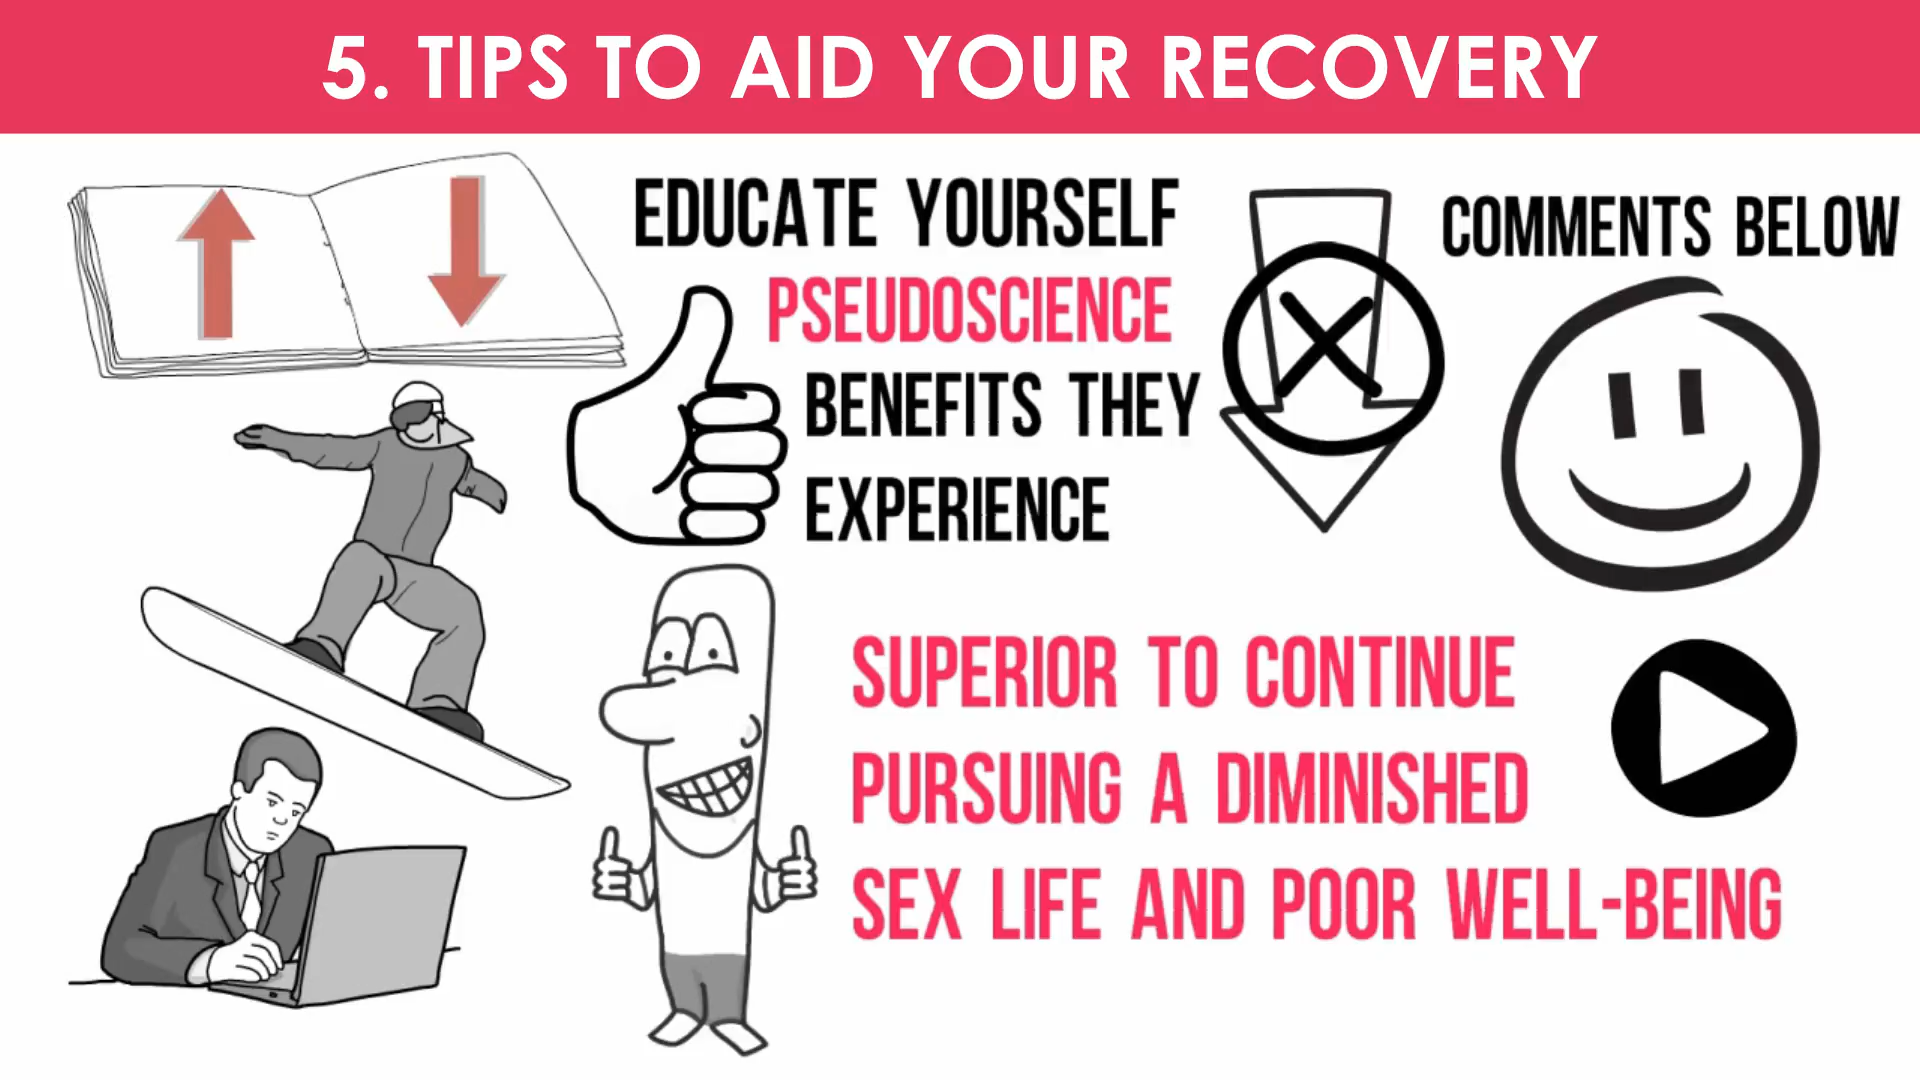 5. TIPS TO AID YOUR RECOVERY
EDUCATE YOURSELF
PSEUDOSCIENCE
BENEFITS THEY
EXPERIENCE
COMMENTS BELOW
SUPERIOR TO CONTINUE
PURSUING A DIMINISHED
SEX LIFE AND POOR WELL-BEING